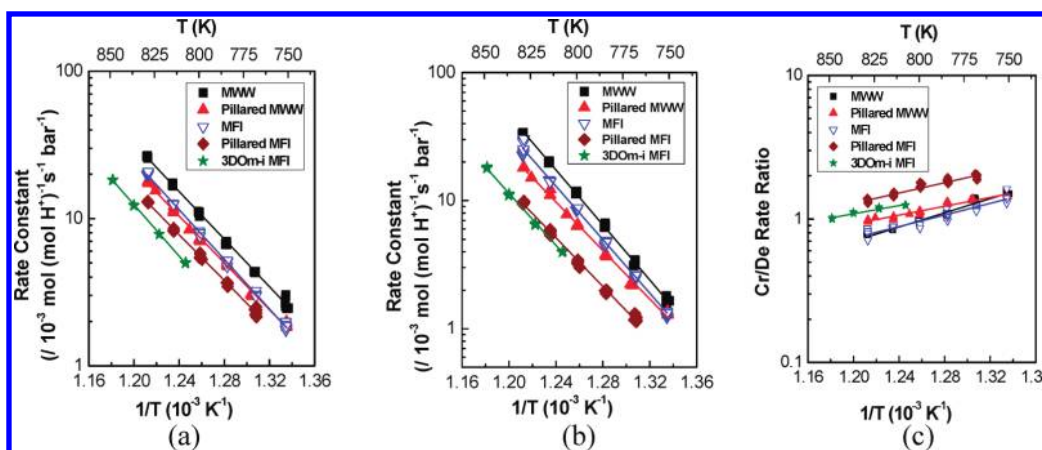 T (K)
850 825 800 775 750
100
10
1
Rate Constant
(/ 10⁻³ mol (mol H⁺)⁻¹s⁻¹ bar⁻¹)
MWW
Pillared MWW
MFI
Pillared MFI
3DOm-i MFI
1.16 1.20 1.24 1.28 1.32 1.36
1/T (10⁻³ K⁻¹)
(a)
T (K)
850 825 800 775 750
100
10
1
Rate Constant
(/ 10⁻³ mol (mol H⁺)⁻¹s⁻¹ bar⁻¹)
MWW
Pillared MWW
MFI
Pillared MFI
3DOm-i MFI
1.16 1.20 1.24 1.28 1.32 1.36
1/T (10⁻³ K⁻¹)
(b)
T (K)
850 825 800 775 750
10
1
0.1
Cr/De Rate Ratio
MWW
Pillared MWW
MFI
Pillared MFI
3DOm-i MFI
1.16 1.20 1.24 1.28 1.32
1/T (10⁻³ K⁻¹)
(c)